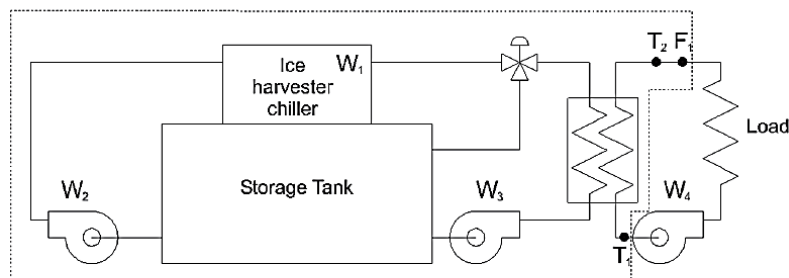 T₂ F₁
Ice harvester chiller
W₁
Load
Storage Tank
W₂
W₃
W₄
T₁